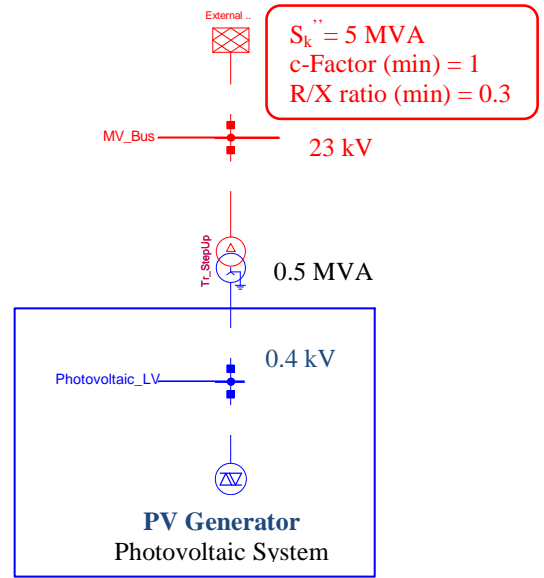 External ..
S_k'' = 5 MVA
c-Factor (min) = 1
R/X ratio (min) = 0.3
MV_Bus
23 kV
Tr_StepUp
0.5 MVA
0.4 kV
Photovoltaic_LV
PV Generator
Photovoltaic System